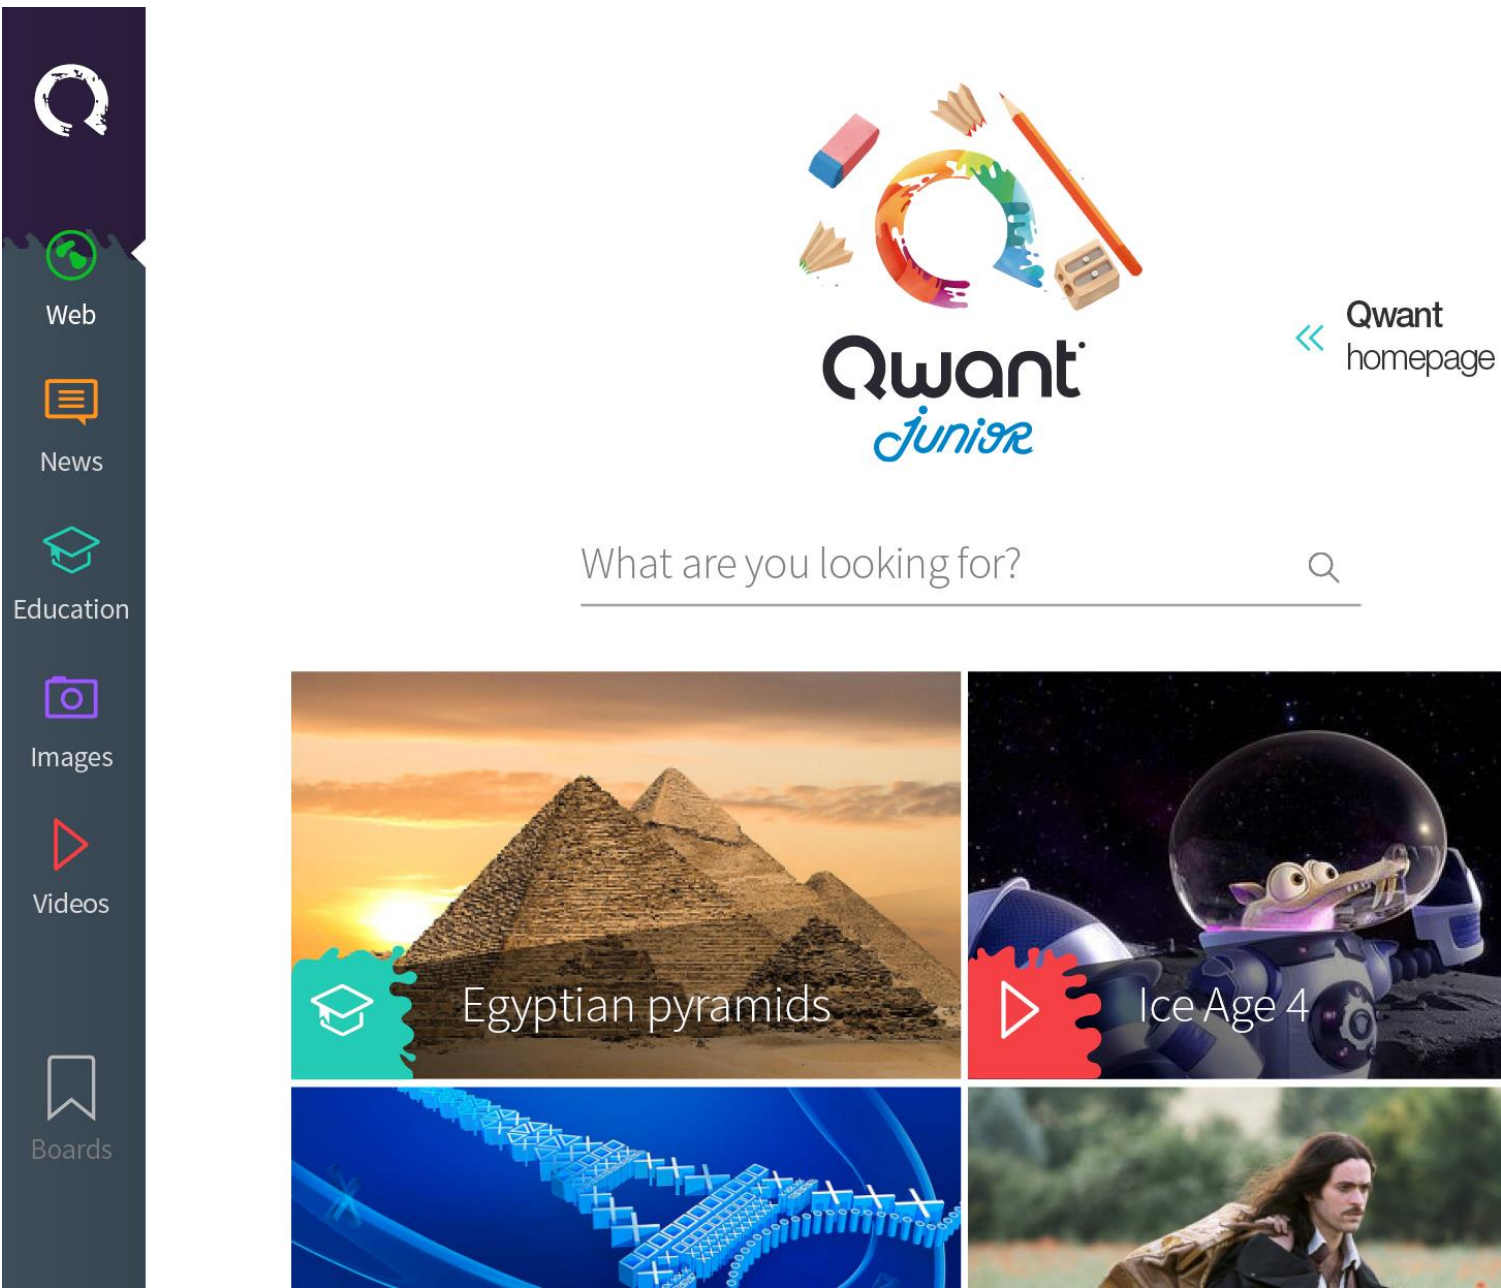 Web
News
Education
Images
Videos
Boards
Qwant
junior
Qwant
homepage
What are you looking for?
Egyptian pyramids
Ice Age 4